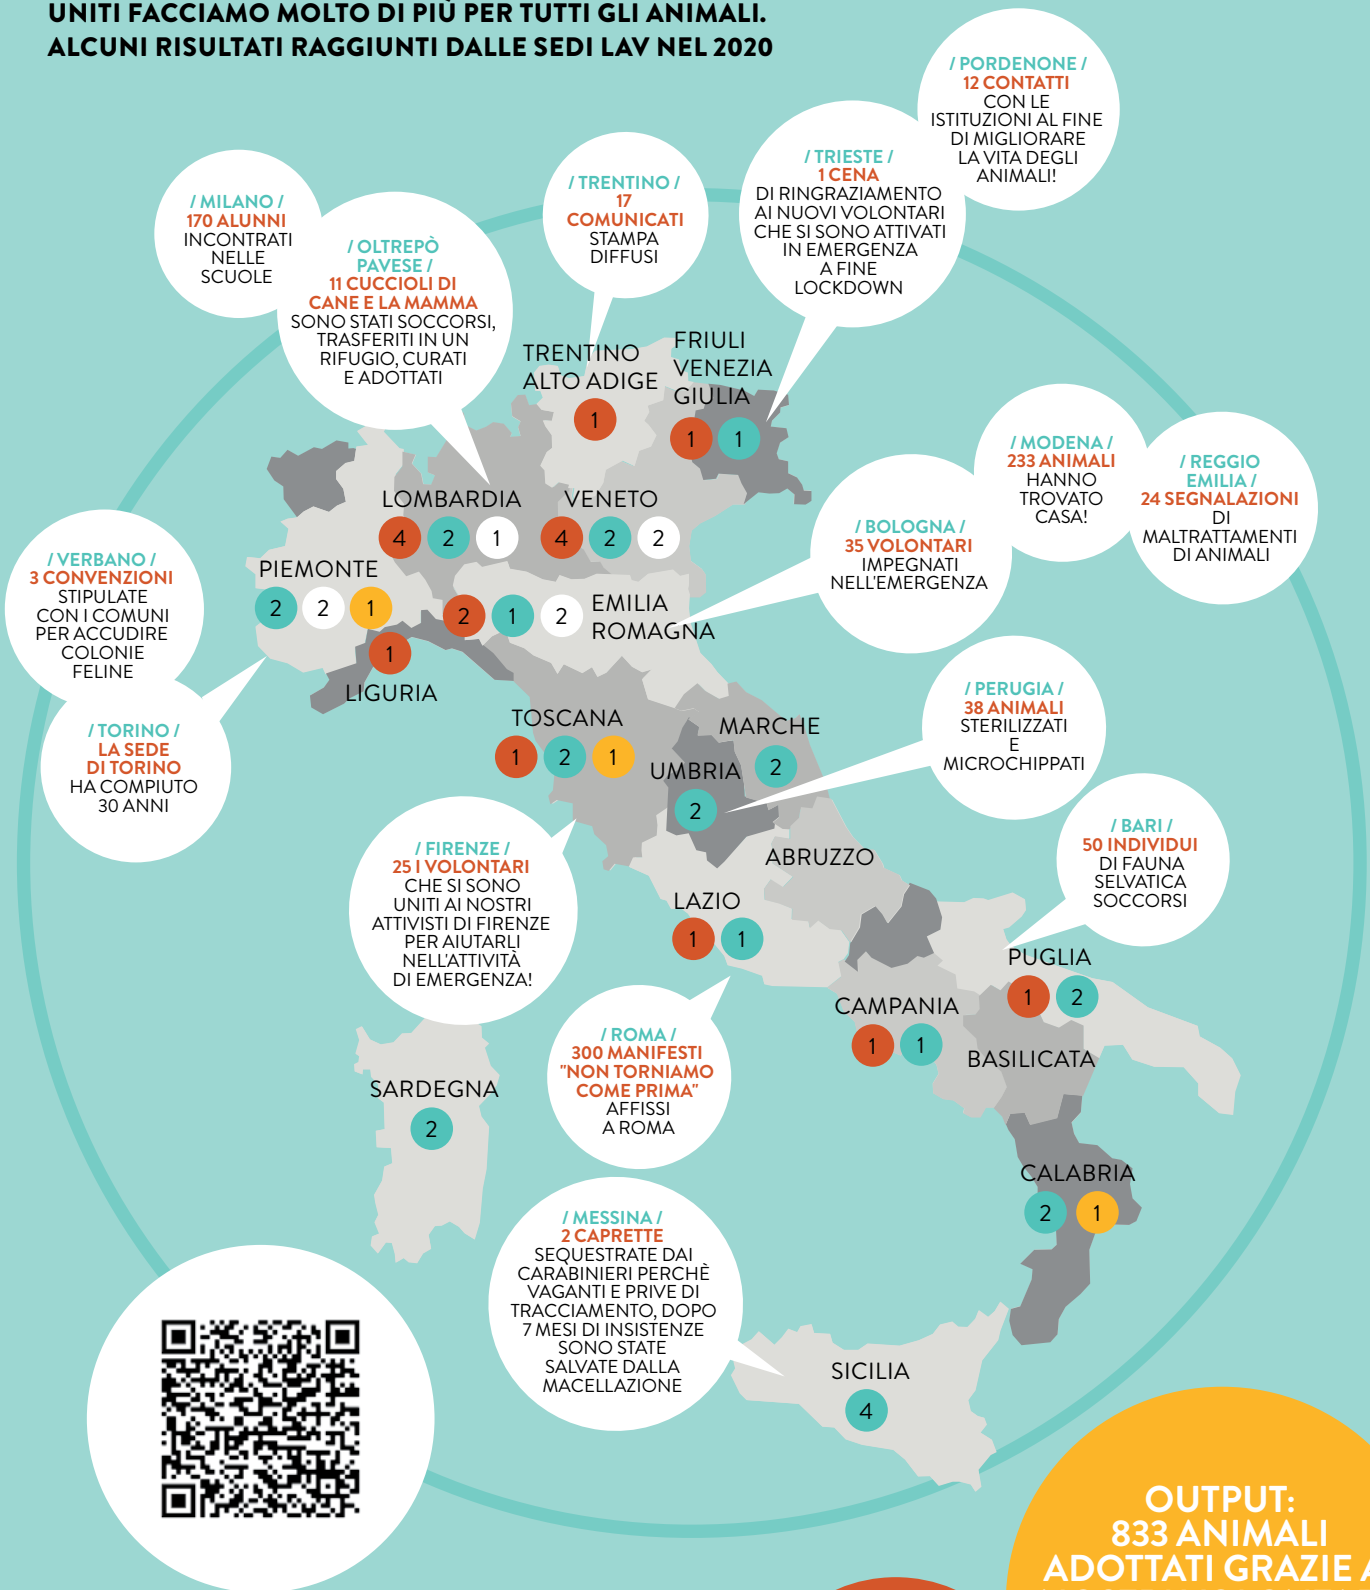 UNITI FACCIAMO MOLTO DI PIÙ PER TUTTI GLI ANIMALI.
ALCUNI RISULTATI RAGGIUNTI DALLE SEDI LAV NEL 2020
/ PORDENONE /
12 CONTATTI
CON LE
ISTITUZIONI AL FINE
DI MIGLIORARE
LA VITA DEGLI
ANIMALI!
/ TRIESTE /
1 CENA
DI RINGRAZIAMENTO
AI NUOVI VOLONTARI
CHE SI SONO ATTIVATI
IN EMERGENZA
A FINE
LOCKDOWN
/ TRENTINO /
17
COMUNICATI
STAMPA
DIFFUSI
/ MILANO /
170 ALUNNI
INCONTRATI
NELLE
SCUOLE
/ OLTREPÒ
PAVESE /
11 CUCCIOLI DI
CANE E LA MAMMA
SONO STATI SOCCORSI,
TRASFERITI IN UN
RIFUGIO, CURATI
E ADOTTATI
TRENTINO
ALTO ADIGE
1
FRIULI
VENEZIA
GIULIA
1 1
/ MODENA /
233 ANIMALI
HANNO
TROVATO
CASA!
/ REGGIO
EMILIA /
24 SEGNALAZIONI
DI
MALTRATTAMENTI
DI ANIMALI
LOMBARDIA
4 2 1
VENETO
4 2 2
/ BOLOGNA /
35 VOLONTARI
IMPEGNATI
NELL'EMERGENZA
/ VERBANO /
3 CONVENZIONI
STIPULATE
CON I COMUNI
PER ACCUDIRE
COLONIE
FELINE
PIEMONTE
2 2 1
2 1 2
EMILIA
ROMAGNA
1
LIGURIA
/ TORINO /
LA SEDE
DI TORINO
HA COMPIUTO
30 ANNI
TOSCANA
1 2 1
MARCHE
2
UMBRIA
2
/ PERUGIA /
38 ANIMALI
STERILIZZATI
E
MICROCHIPPATI
/ BARI /
50 INDIVIDUI
DI FAUNA
SELVATICA
SOCCORSI
/ FIRENZE /
25 I VOLONTARI
CHE SI SONO
UNITI AI NOSTRI
ATTIVISTI DI FIRENZE
PER AIUTARLI
NELL'ATTIVITÀ
DI EMERGENZA!
ABRUZZO
LAZIO
1 1
PUGLIA
1 2
CAMPANIA
1 1
BASILICATA
/ ROMA /
300 MANIFESTI
"NON TORNIAMO
COME PRIMA"
AFFISSI
A ROMA
SARDEGNA
2
CALABRIA
2 1
/ MESSINA /
2 CAPRETTE
SEQUESTRATE DAI
CARABINIERI PERCHÈ
VAGANTI E PRIVE DI
TRACCIAMENTO, DOPO
7 MESI DI INSISTENZE
SONO STATE
SALVATE DALLA
MACELLAZIONE
SICILIA
4
OUTPUT:
833 ANIMALI
ADOTTATI GRAZIE A